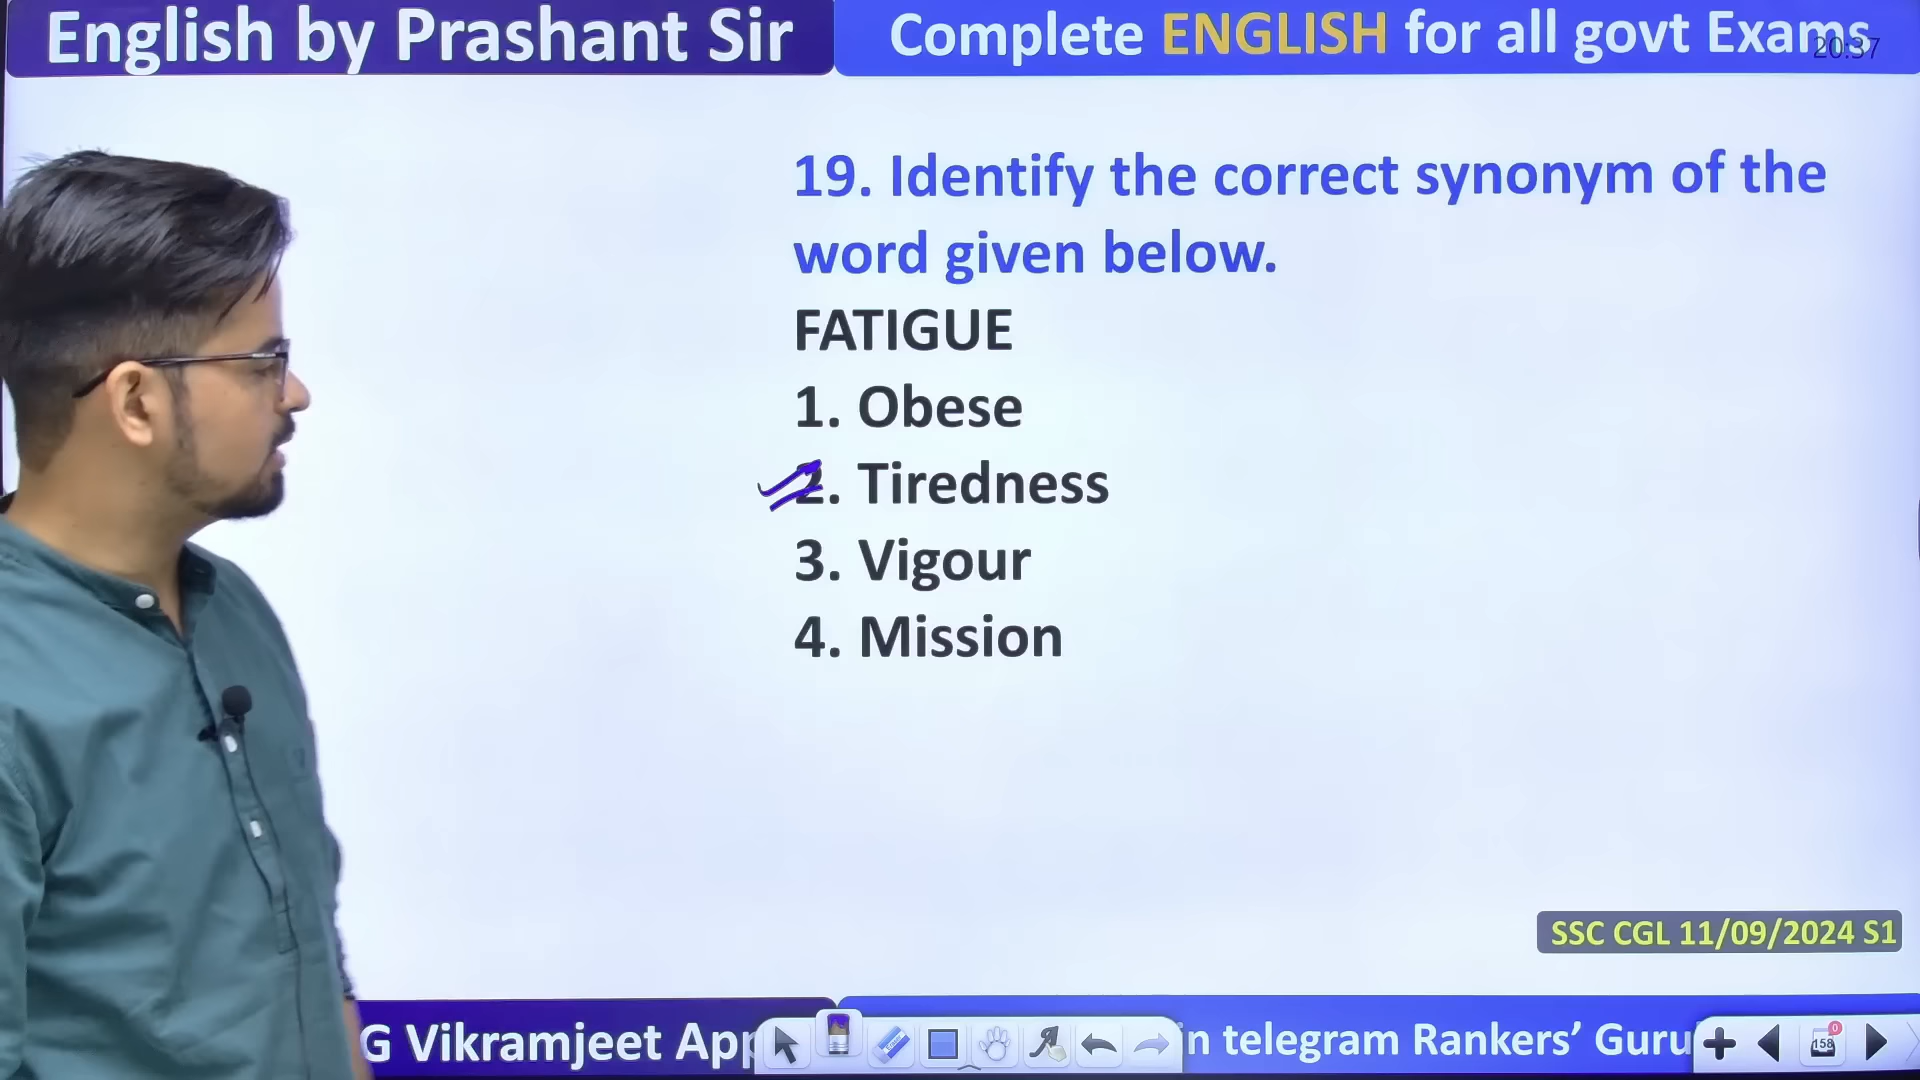 English by Prashant Sir
Complete ENGLISH for all govt Exams
20:37
19. Identify the correct synonym of the
word given below.
FATIGUE
1. Obese
2. Tiredness
3. Vigour
4. Mission
SSC CGL 11/09/2024 S1
G Vikramjeet App
in telegram Rankers' Guru
158
0